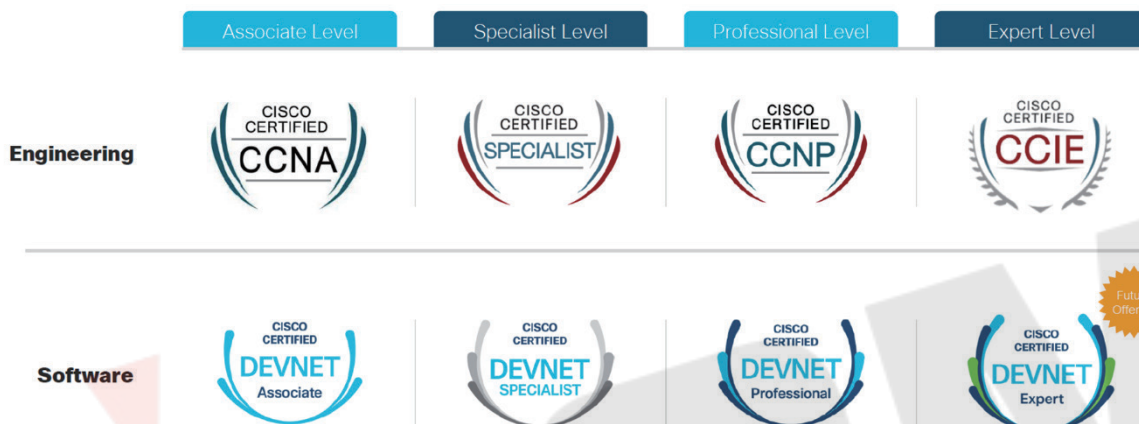 Associate Level
Specialist Level
Professional Level
Expert Level
Engineering
CISCO
CERTIFIED
CCNA
CISCO
CERTIFIED
SPECIALIST
CISCO
CERTIFIED
CCNP
CISCO
CERTIFIED
CCIE
Software
CISCO
CERTIFIED
DEVNET
Associate
CISCO
CERTIFIED
DEVNET
SPECIALIST
CISCO
CERTIFIED
DEVNET
Professional
CISCO
CERTIFIED
DEVNET
Expert